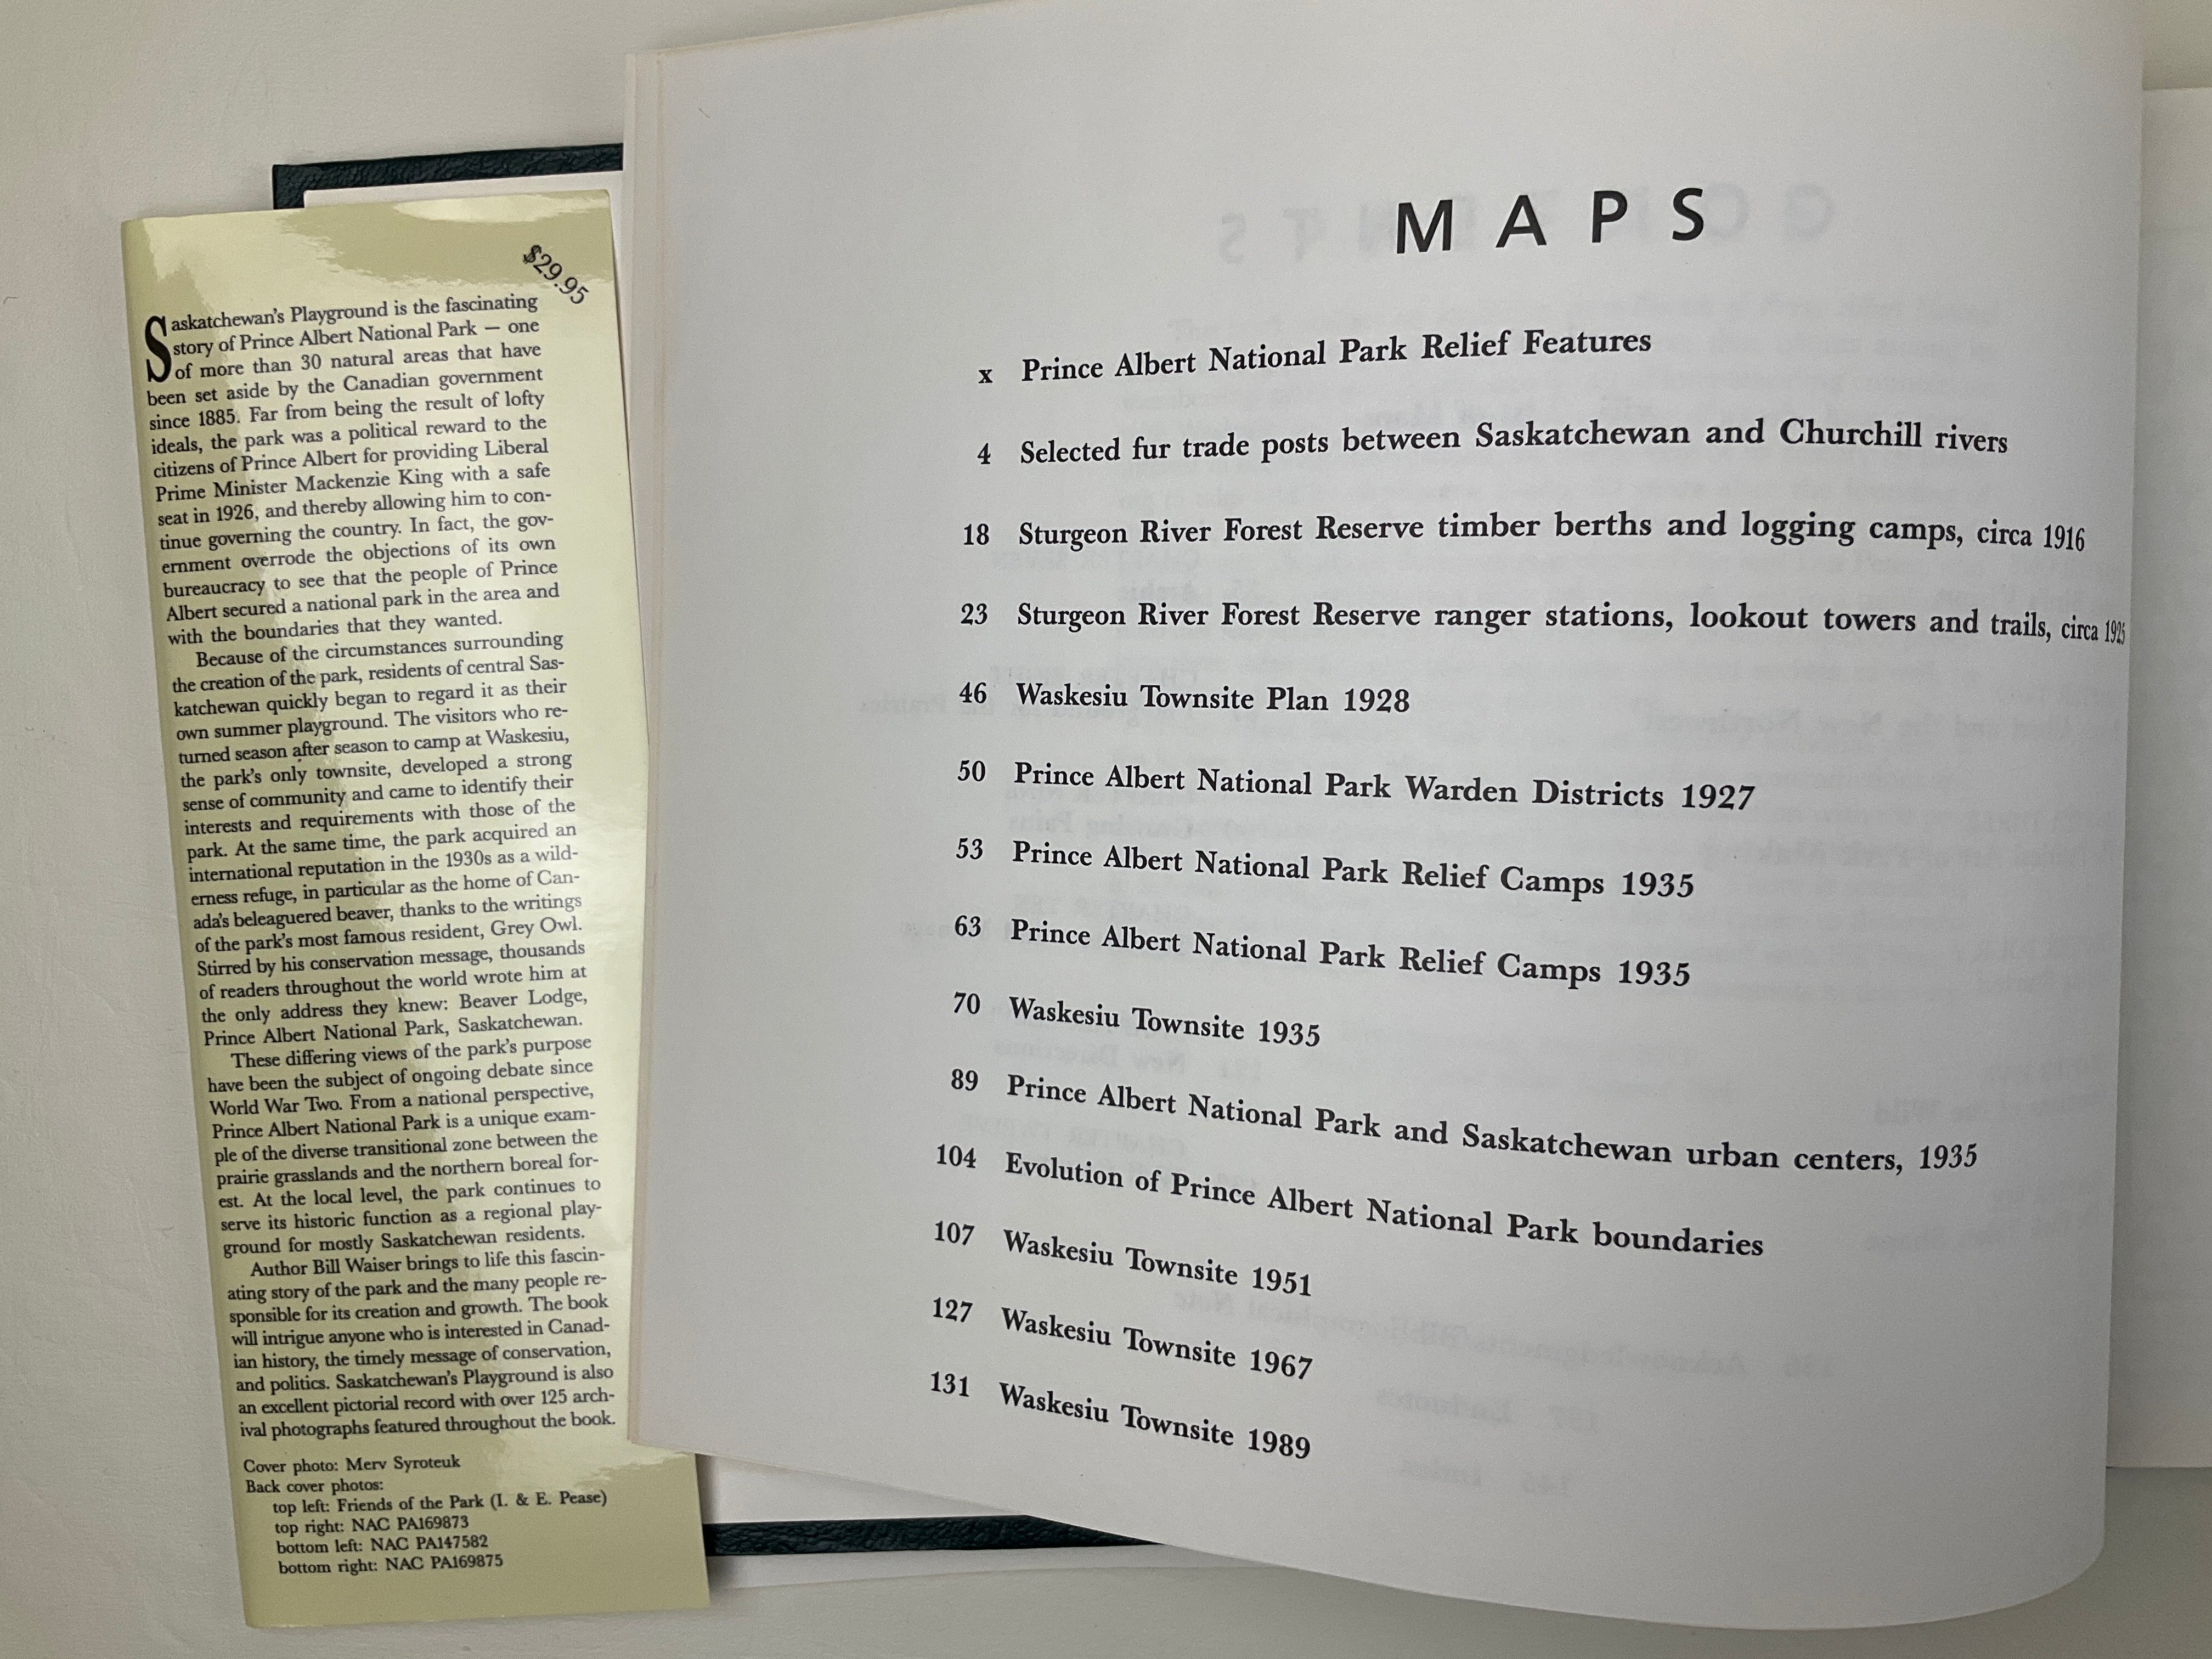 $29.95
Saskatchewan's Playground is the fascinating
story of Prince Albert National Park — one
of more than 30 natural areas that have
been set aside by the Canadian government
since 1885. Far from being the result of lofty
ideals, the park was a political reward to the
citizens of Prince Albert for providing Liberal
Prime Minister Mackenzie King with a safe
seat in 1926, and thereby allowing him to con-
tinue governing the country. In fact, the gov-
ernment overrode the objections of its own
bureaucracy to see that the people of Prince
Albert secured a national park in the area and
with the boundaries that they wanted.
Because of the circumstances surrounding
the creation of the park, residents of central Sas-
katchewan quickly began to regard it as their
own summer playground. The visitors who re-
turned season after season to camp at Waskesiu,
the park's only townsite, developed a strong
sense of community and came to identify their
interests and requirements with those of the
park. At the same time, the park acquired an
international reputation in the 1930s as a wild-
erness refuge, in particular as the home of Can-
ada's beleaguered beaver, thanks to the writings
of the park's most famous resident, Grey Owl.
Stirred by his conservation message, thousands
of readers throughout the world wrote him at
the only address they knew: Beaver Lodge,
Prince Albert National Park, Saskatchewan.
These differing views of the park's purpose
have been the subject of ongoing debate since
World War Two. From a national perspective,
Prince Albert National Park is a unique exam-
ple of the diverse transitional zone between the
prairie grasslands and the northern boreal for-
est. At the local level, the park continues to
serve its historic function as a regional play-
ground for mostly Saskatchewan residents.
Author Bill Waiser brings to life this fascin-
ating story of the park and the many people re-
sponsible for its creation and growth. The book
will intrigue anyone who is interested in Canad-
ian history, the timely message of conservation,
and politics. Saskatchewan's Playground is also
an excellent pictorial record with over 125 arch-
ival photographs featured throughout the book.
Cover photo: Merv Syroteuk
Back cover photos:
top left: Friends of the Park (I. & E. Pease)
top right: NAC PA169873
bottom left: NAC PA147582
bottom right: NAC PA169875
MAPS
x Prince Albert National Park Relief Features
4 Selected fur trade posts between Saskatchewan and Churchill rivers
18 Sturgeon River Forest Reserve timber berths and logging camps, circa 1916
23 Sturgeon River Forest Reserve ranger stations, lookout towers and trails, circa 1925
46 Waskesiu Townsite Plan 1928
50 Prince Albert National Park Warden Districts 1927
53 Prince Albert National Park Relief Camps 1935
63 Prince Albert National Park Relief Camps 1935
70 Waskesiu Townsite 1935
89 Prince Albert National Park and Saskatchewan urban centers, 1935
104 Evolution of Prince Albert National Park boundaries
107 Waskesiu Townsite 1951
127 Waskesiu Townsite 1967
131 Waskesiu Townsite 1989